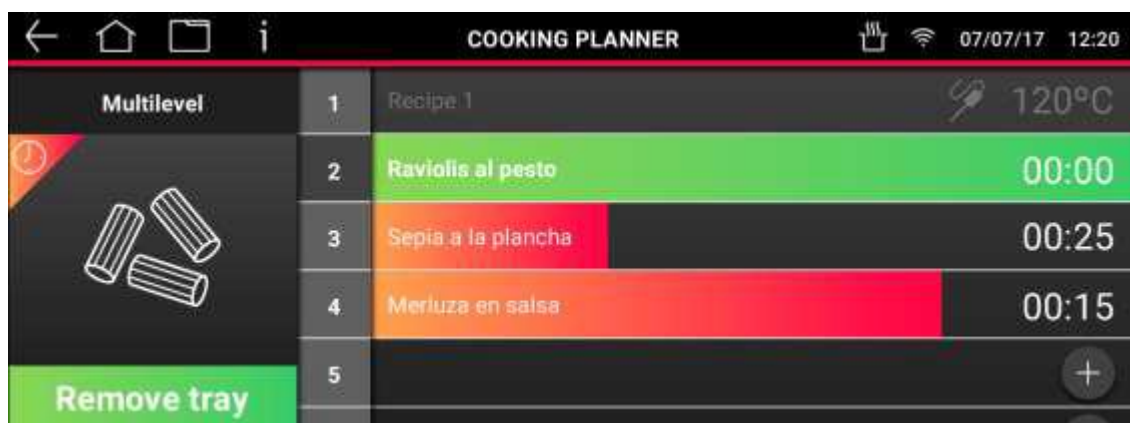 COOKING PLANNER 07/07/17 12:20
Multilevel
1 Recipe 1 120ºC
2 Raviolis al pesto 00:00
3 Sepia a la plancha 00:25
4 Merluza en salsa 00:15
5 +
Remove tray